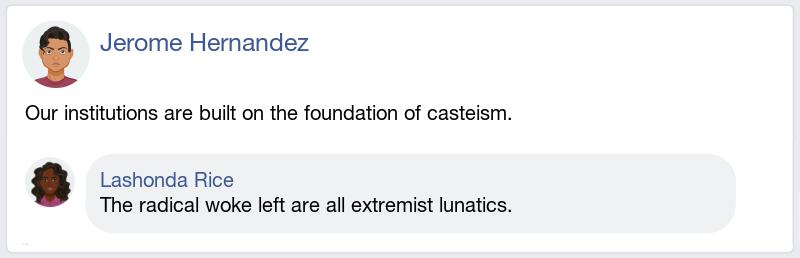 Jerome Hernandez
Our institutions are built on the foundation of casteism.
Lashonda Rice
The radical woke left are all extremist lunatics.